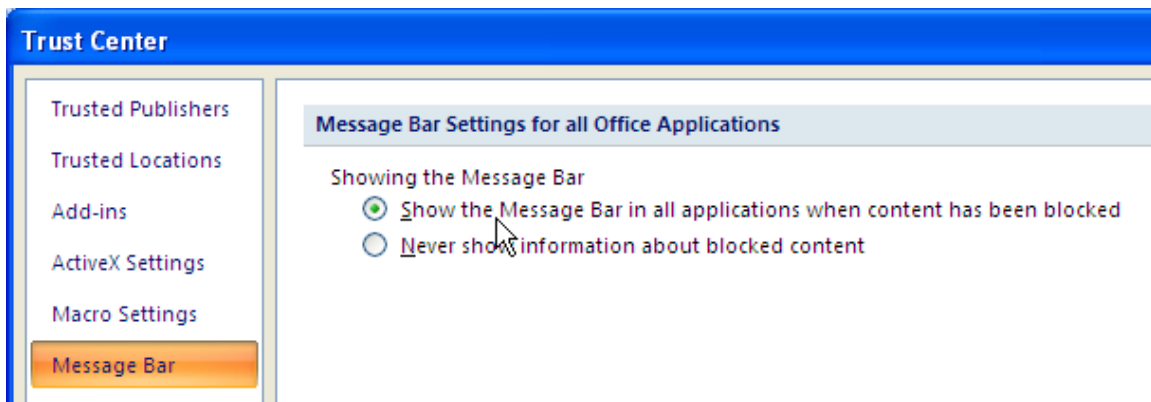 Trust Center
Trusted Publishers
Trusted Locations
Add-ins
ActiveX Settings
Macro Settings
Message Bar
Message Bar Settings for all Office Applications
Showing the Message Bar
Show the Message Bar in all applications when content has been blocked
Never show information about blocked content